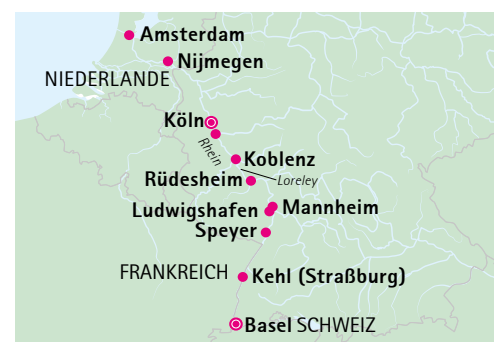 Amsterdam
Nijmegen
NIEDERLANDE
Köln
Rhein
Koblenz
Loreley
Rüdesheim
Mannheim
Ludwigshafen
Speyer
FRANKREICH
Kehl (Straßburg)
Basel SCHWEIZ